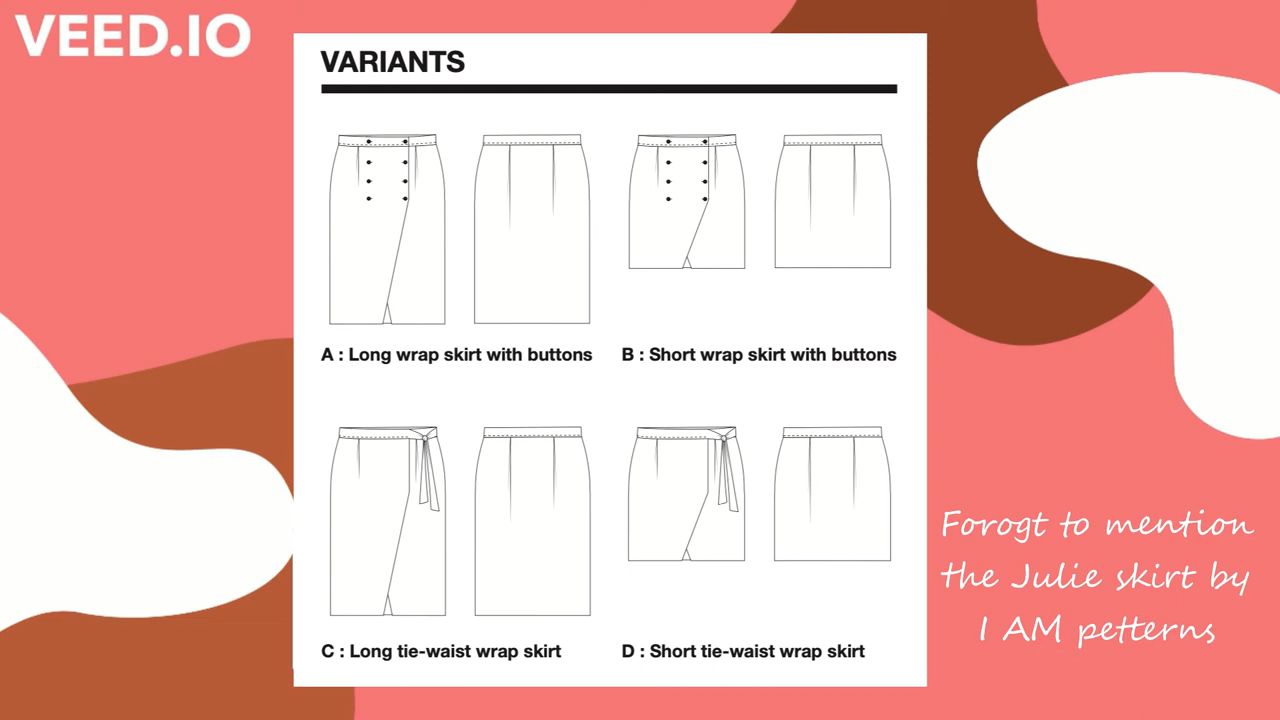 VEED.IO
VARIANTS
A : Long wrap skirt with buttons
B : Short wrap skirt with buttons
C : Long tie-waist wrap skirt
D : Short tie-waist wrap skirt
Forogt to mention
the Julie skirt by
I AM petterns